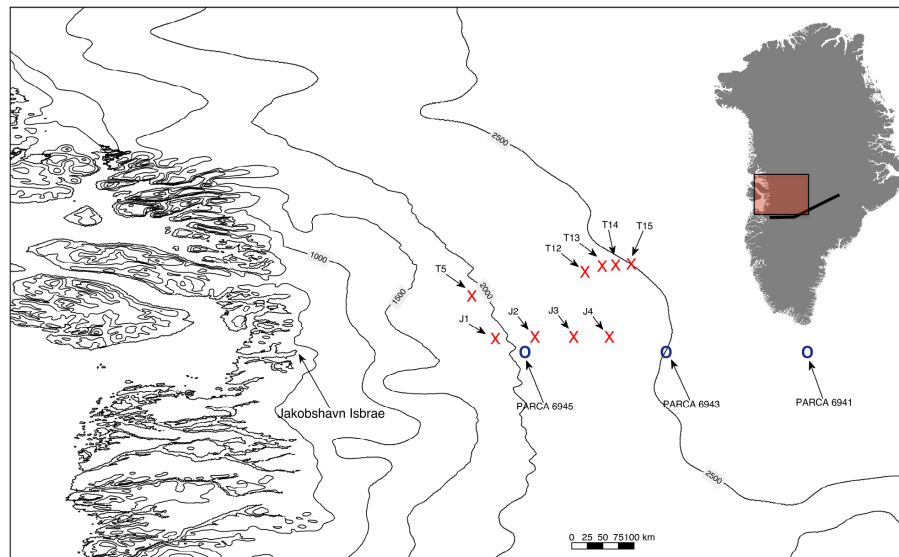 2500
T14
T15
T13
T12
1000
T5
2000
1500
J1
J2
J3
J4
O
O
O
Jakobshavn Isbrae
PARCA 6945
PARCA 6943
PARCA 6941
2500
0 25 50 75100 km